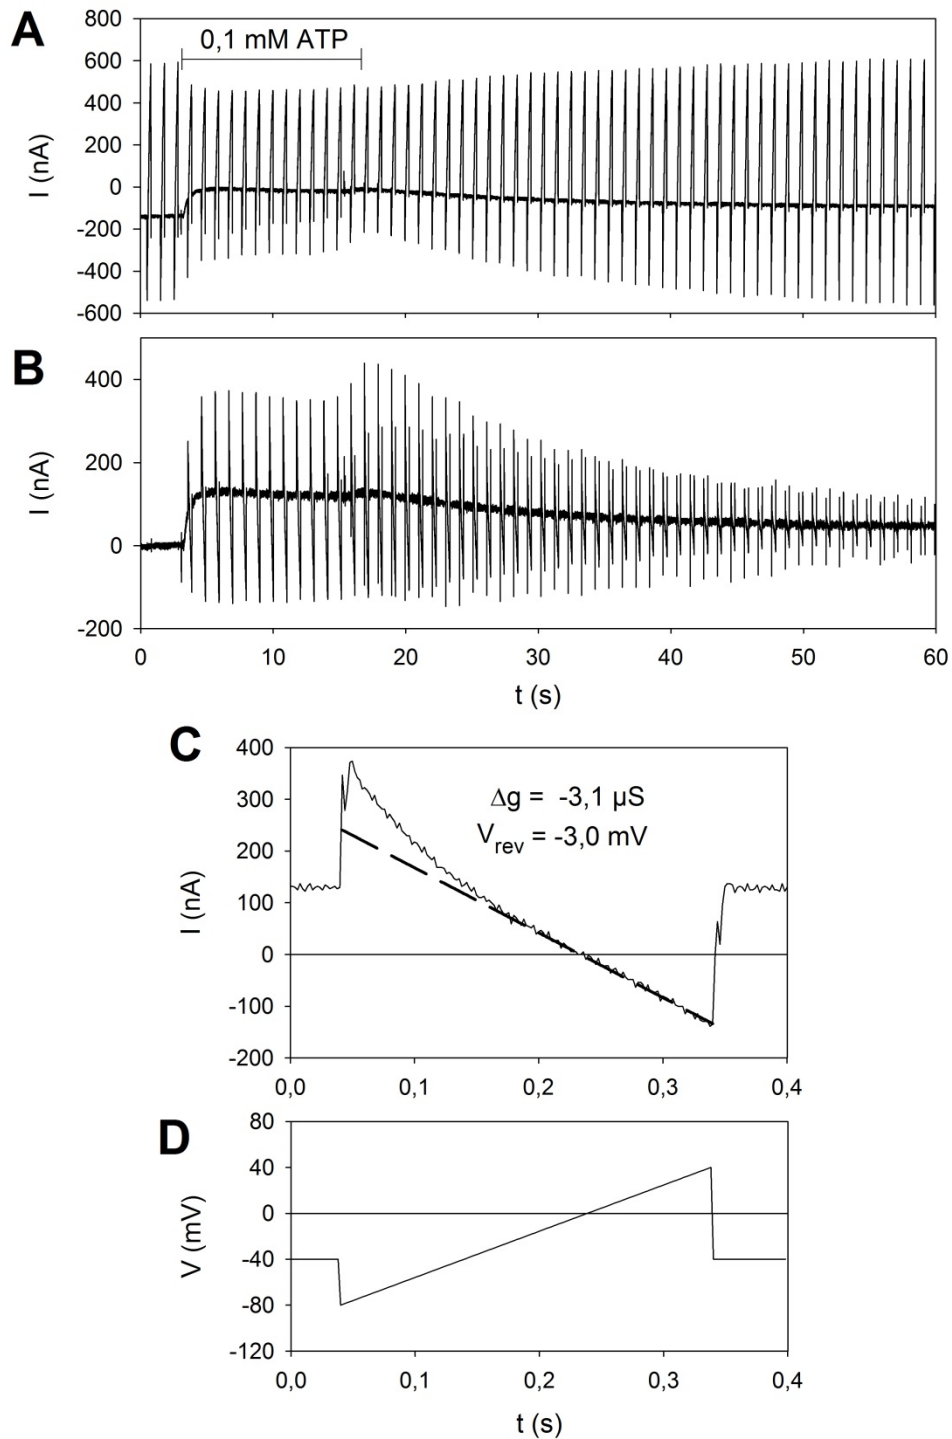 A
0,1 mM ATP
800
600
400
200
0
-200
-400
-600
I (nA)
B
400
200
0
-200
I (nA)
0 10 20 30 40 50 60
t (s)
C
400
300
200
100
0
-100
-200
I (nA)
Δg = -3,1 µS
Vrev = -3,0 mV
0,0 0,1 0,2 0,3 0,4
D
80
40
0
-40
-80
-120
V (mV)
0,0 0,1 0,2 0,3 0,4
t (s)